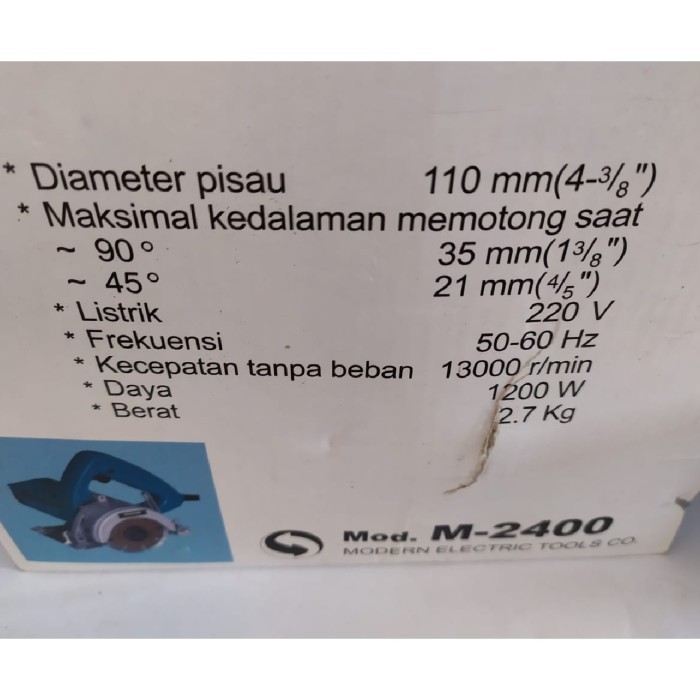 * Diameter pisau 110 mm(4-3/8")
* Maksimal kedalaman memotong saat
~ 90° 35 mm(13/8")
~ 45° 21 mm(4/5")
* Listrik 220 V
* Frekuensi 50-60 Hz
* Kecepatan tanpa beban 13000 r/min
* Daya 1200 W
* Berat 2.7 Kg
Mod. M-2400
MODERN ELECTRIC TOOLS CO.